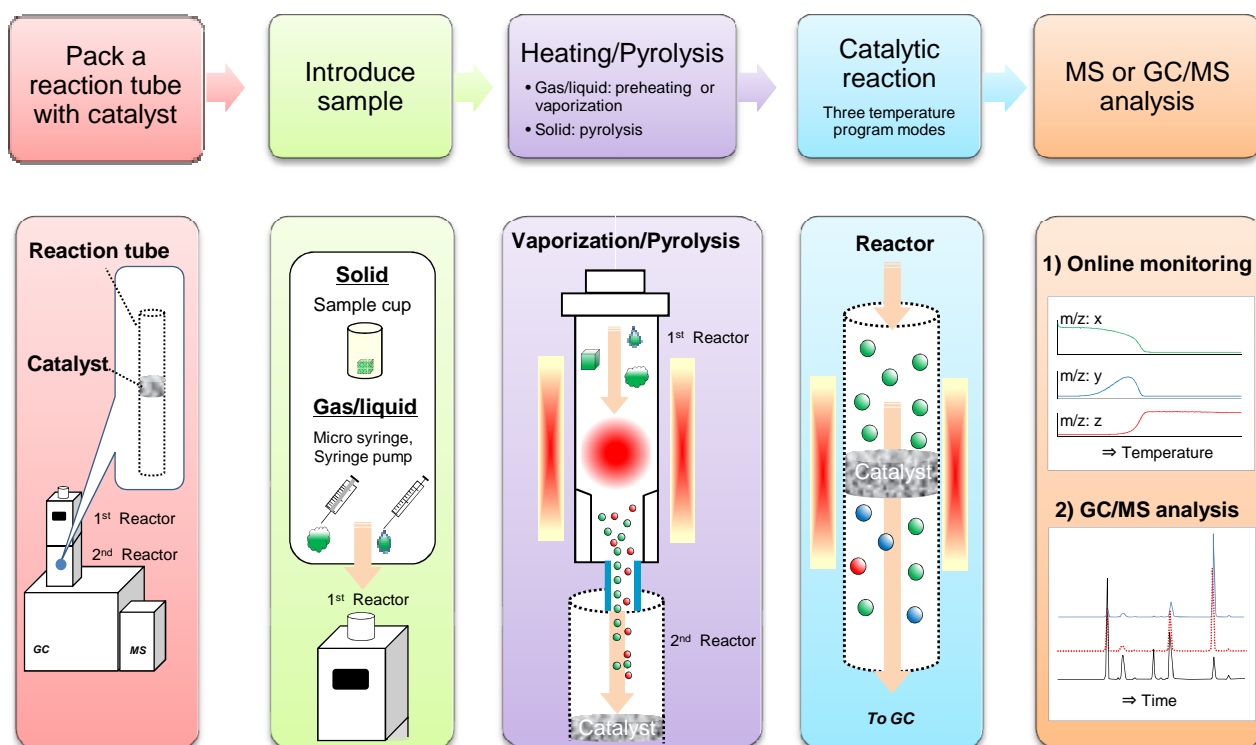 Pack a
reaction tube
with catalyst
Introduce
sample
Heating/Pyrolysis
• Gas/liquid: preheating or
vaporization
• Solid: pyrolysis
Catalytic
reaction
Three temperature
program modes
MS or GC/MS
analysis
Reaction tube
Catalyst
1st Reactor
2nd Reactor
GC
MS
Solid
Sample cup
Gas/liquid
Micro syringe,
Syringe pump
1st Reactor
Vaporization/Pyrolysis
1st Reactor
2nd Reactor
Catalyst
Reactor
Catalyst
To GC
1) Online monitoring
m/z: x
m/z: y
m/z: z
⇒ Temperature
2) GC/MS analysis
⇒ Time